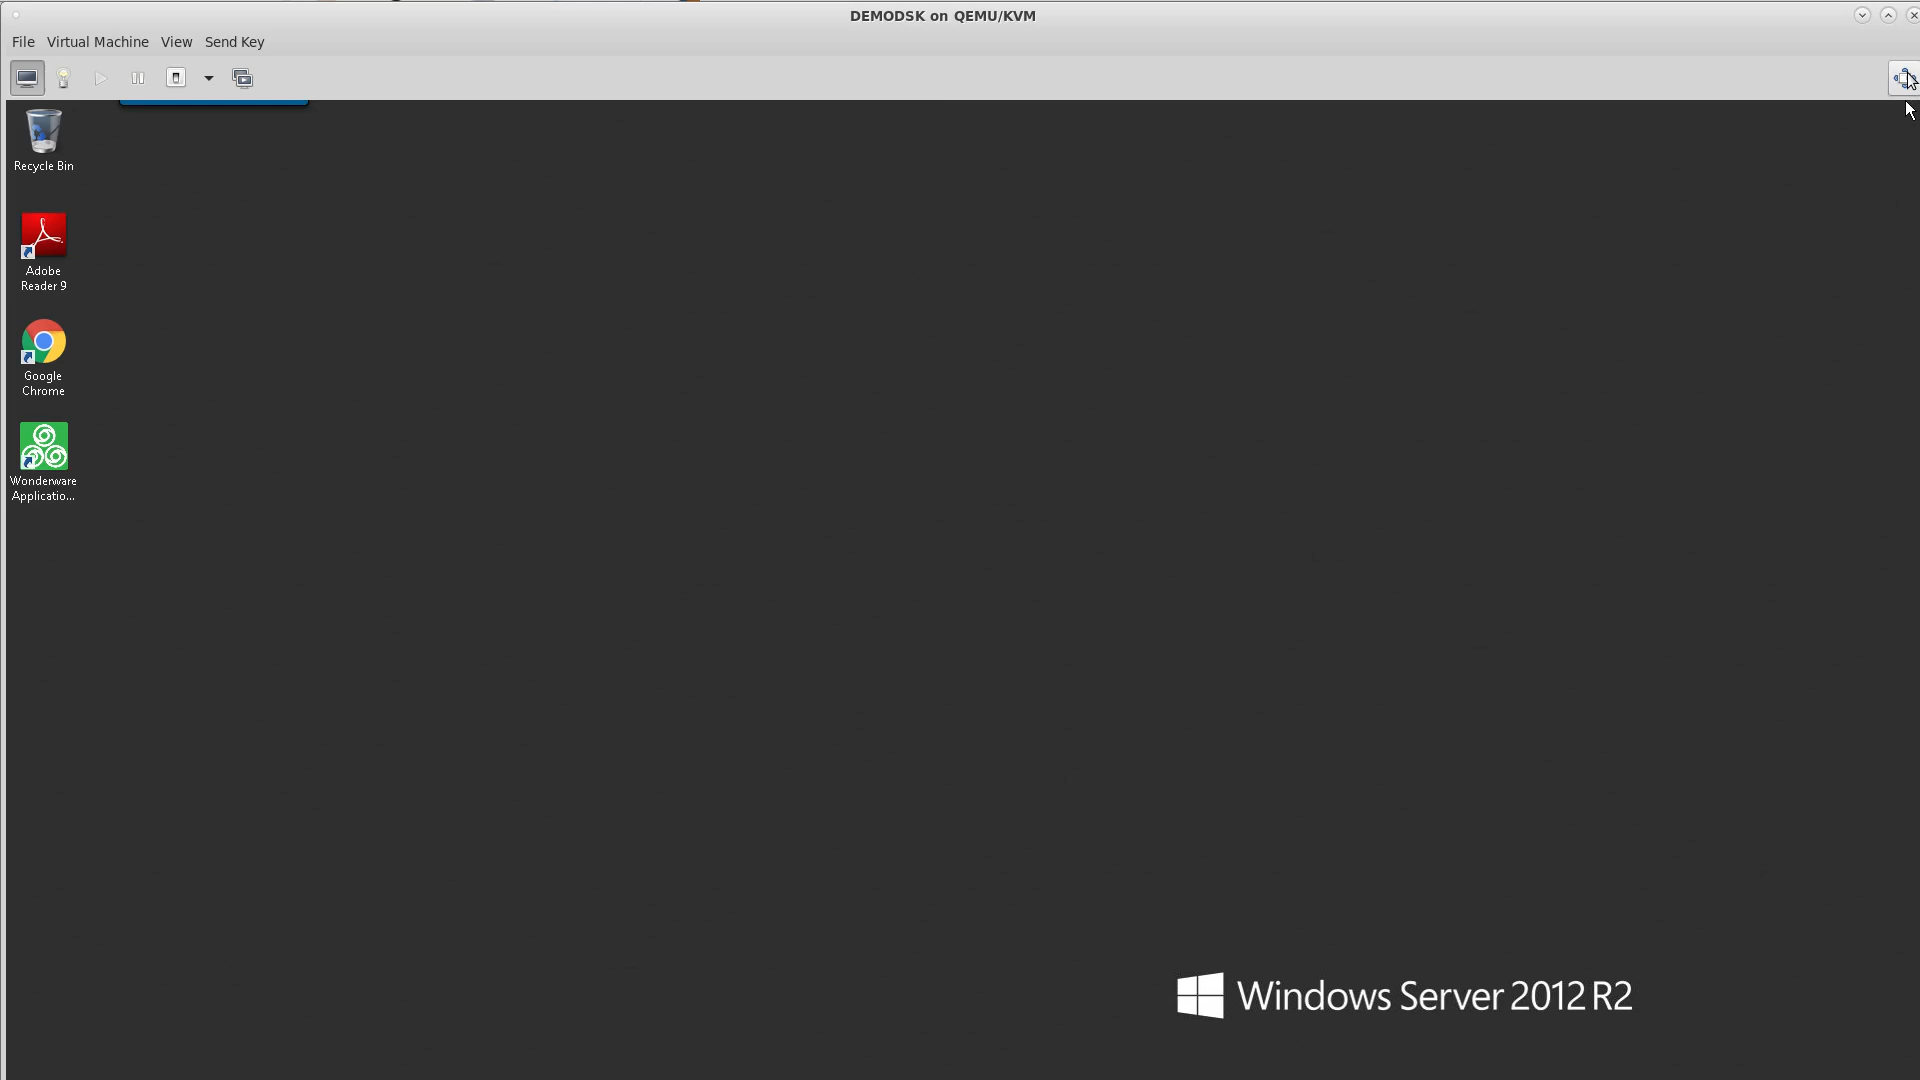 DEMODSK on QEMU/KVM
File Virtual Machine View Send Key
Recycle Bin
Adobe
Reader 9
Google
Chrome
Wonderware
Applicatio...
Windows Server 2012 R2